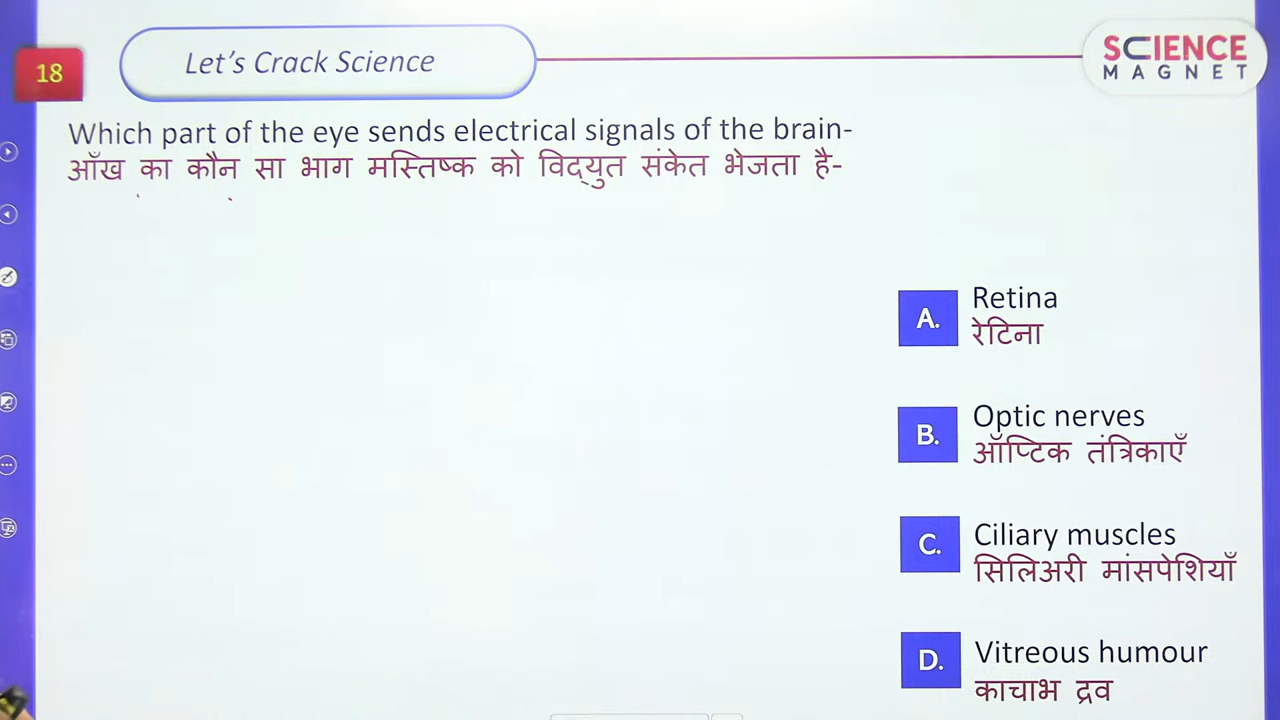 18
Let's Crack Science
SCIENCE
MAGNET
Which part of the eye sends electrical signals of the brain-
आँख का कौन सा भाग मस्तिष्क को विद्युत संकेत भेजता है-
A.
Retina
रेटिना
B.
Optic nerves
ऑप्टिक तंत्रिकाएँ
C.
Ciliary muscles
सिलिअरी मांसपेशियाँ
D.
Vitreous humour
काचाभ द्रव